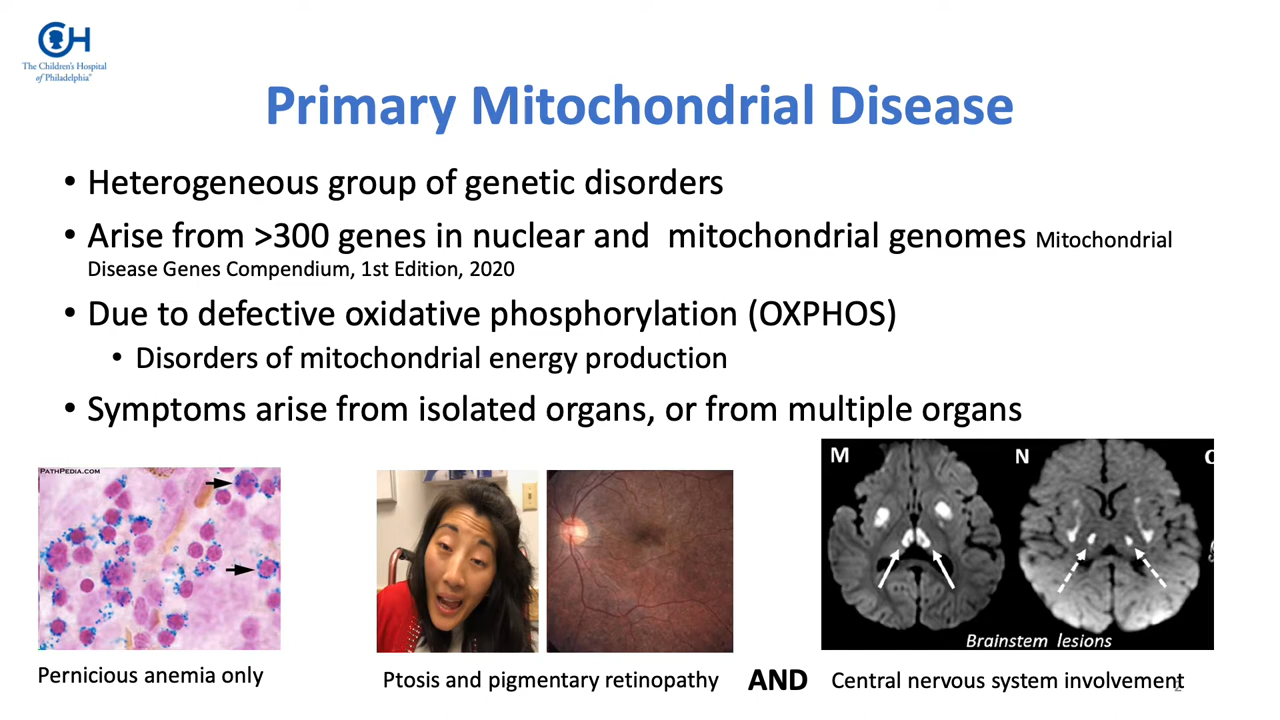 The Children's Hospital
of Philadelphia®
Primary Mitochondrial Disease
• Heterogeneous group of genetic disorders
• Arise from >300 genes in nuclear and mitochondrial genomes Mitochondrial
Disease Genes Compendium, 1st Edition, 2020
• Due to defective oxidative phosphorylation (OXPHOS)
• Disorders of mitochondrial energy production
• Symptoms arise from isolated organs, or from multiple organs
PATHPEDIA.COM
M
N
Brainstem lesions
Pernicious anemia only
Ptosis and pigmentary retinopathy
AND
Central nervous system involvement
2